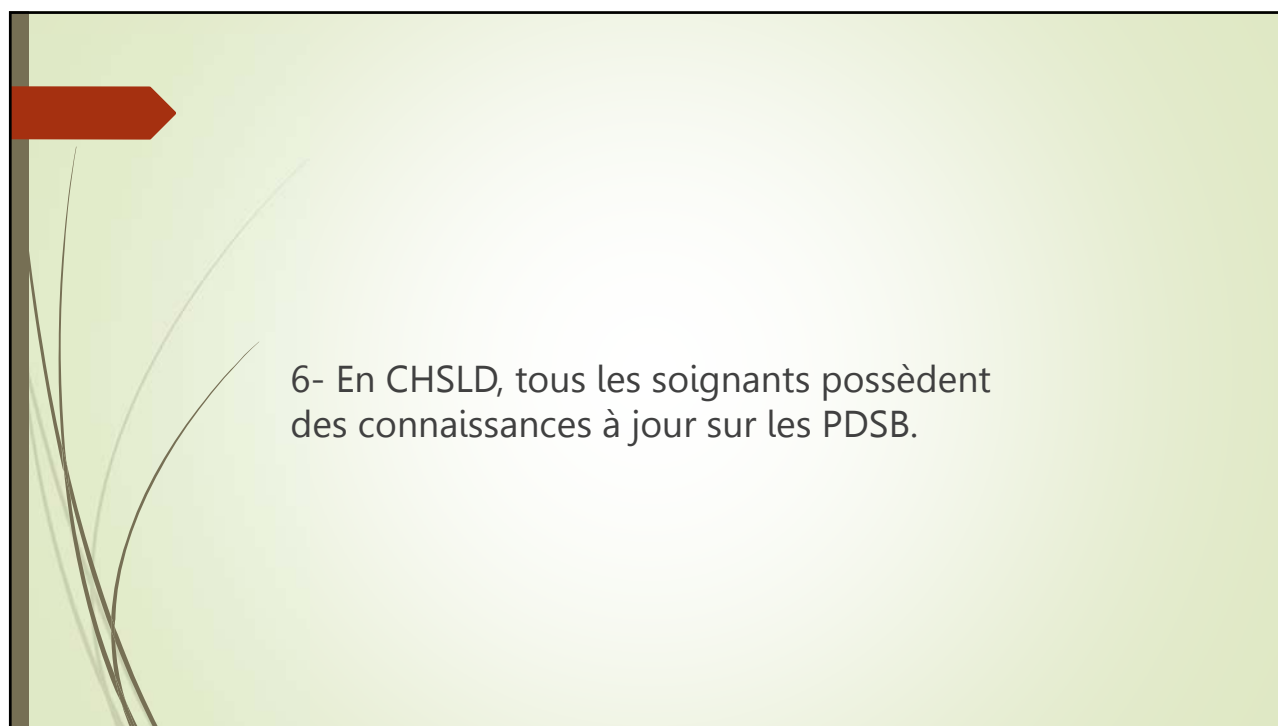 6- En CHSLD, tous les soignants possèdent
des connaissances à jour sur les PDSB.